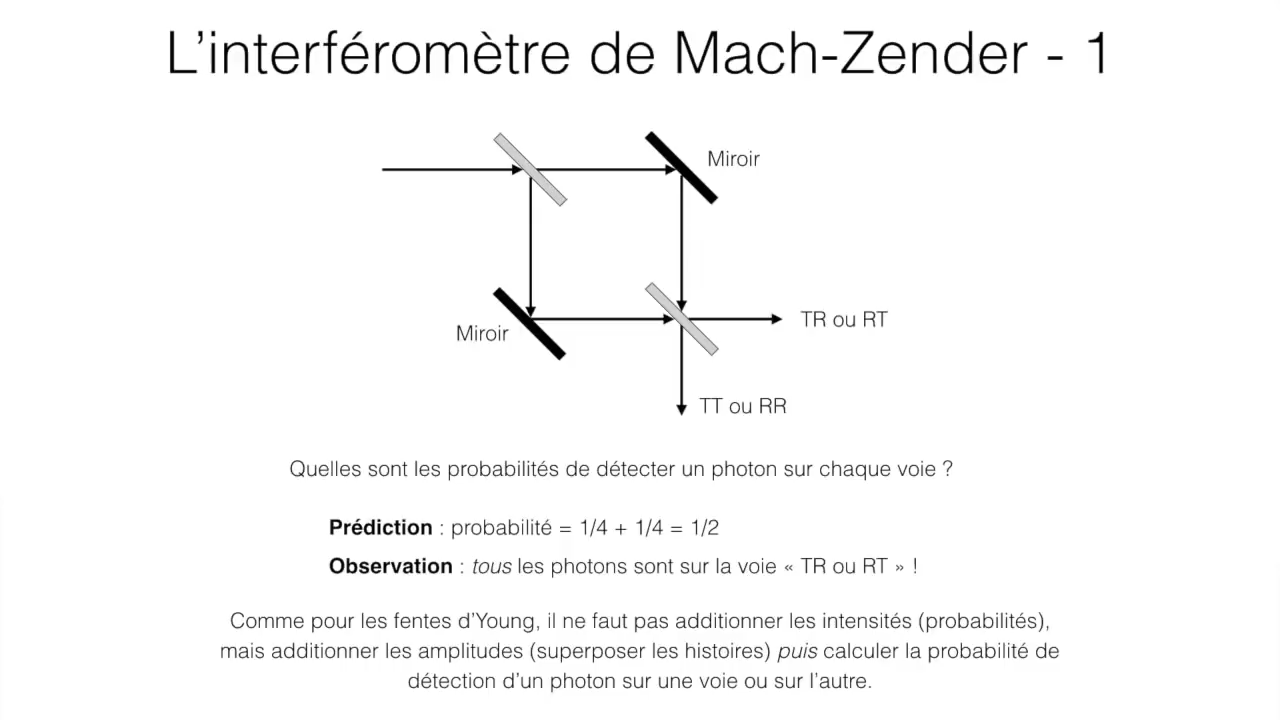 L'interféromètre de Mach-Zender - 1
Miroir
Miroir
TR ou RT
TT ou RR
Quelles sont les probabilités de détecter un photon sur chaque voie ?
Prédiction : probabilité = 1/4 + 1/4 = 1/2
Observation : tous les photons sont sur la voie « TR ou RT » !
Comme pour les fentes d'Young, il ne faut pas additionner les intensités (probabilités),
mais additionner les amplitudes (superposer les histoires) puis calculer la probabilité de
détection d'un photon sur une voie ou sur l'autre.